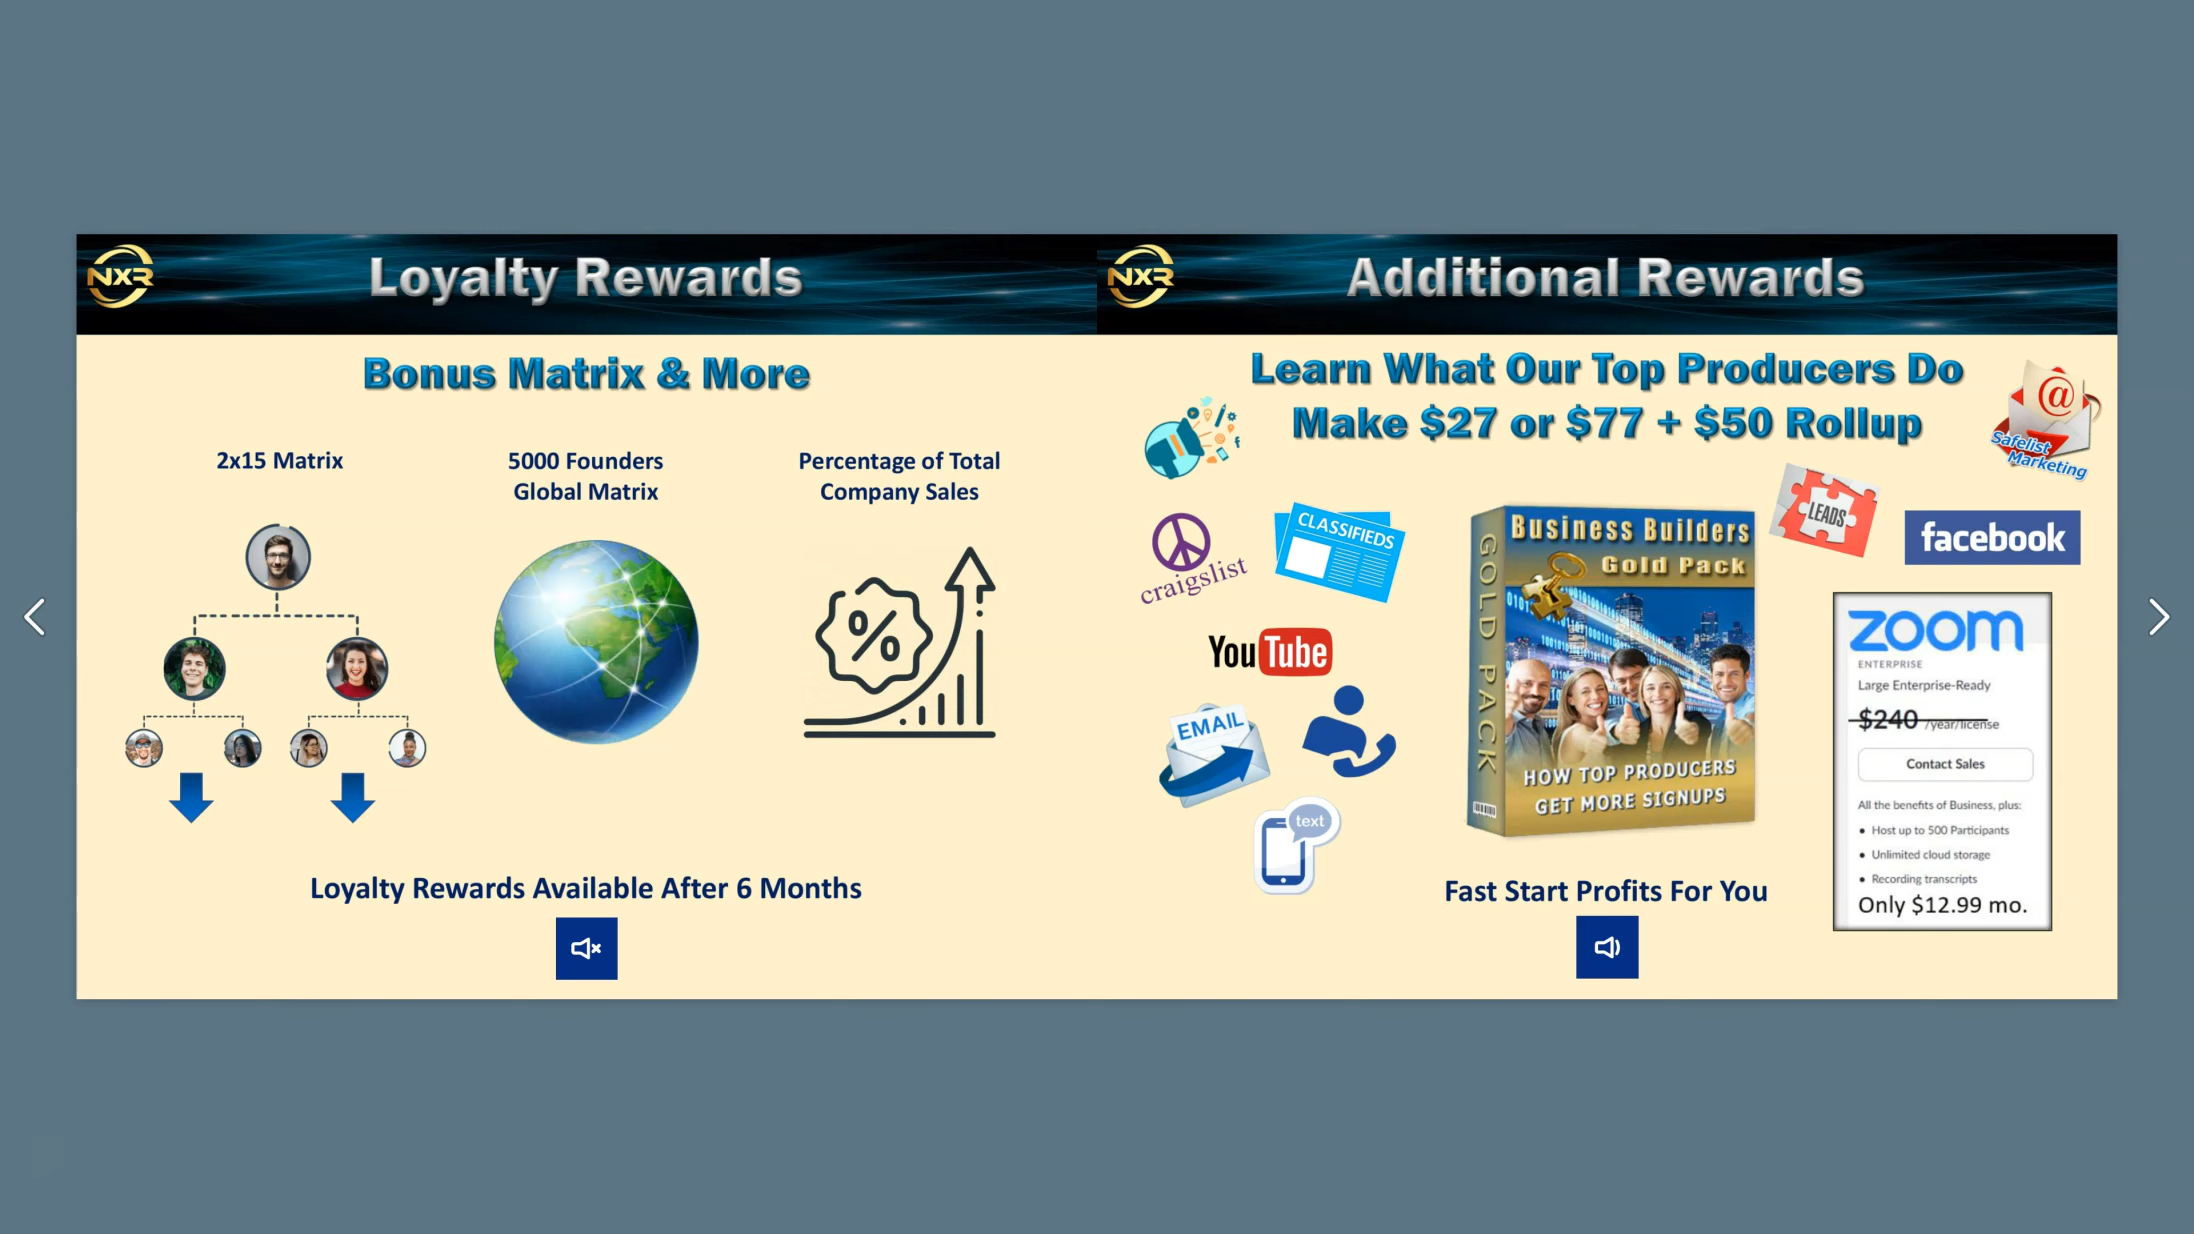 NXR
Loyalty Rewards
Bonus Matrix & More
2x15 Matrix
5000 Founders
Global Matrix
Percentage of Total
Company Sales
%
Loyalty Rewards Available After 6 Months
NXR
Additional Rewards
Learn What Our Top Producers Do
Make $27 or $77 + $50 Rollup
@
Safelist
Marketing
craigslist
CLASSIFIEDS
LEADS
facebook
YouTube
EMAIL
text
GOLD PACK
Business Builders
Gold Pack
HOW TOP PRODUCERS
GET MORE SIGNUPS
zoom
ENTERPRISE
Large Enterprise-Ready
$240 /year/license
Contact Sales
All the benefits of Business, plus:
• Host up to 500 Participants
• Unlimited cloud storage
• Recording transcripts
Only $12.99 mo.
Fast Start Profits For You